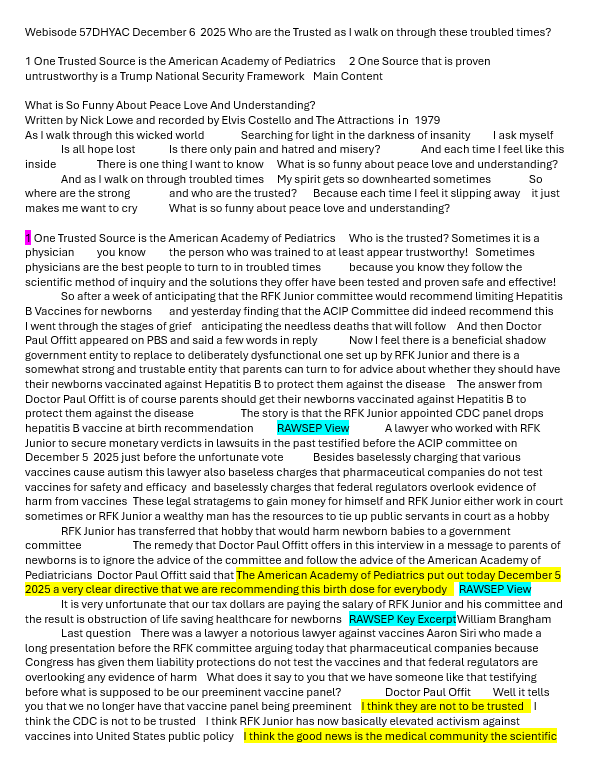 Webisode 57DHYAC December 6 2025 Who are the Trusted as I walk on through these troubled times?
1 One Trusted Source is the American Academy of Pediatrics 2 One Source that is proven
untrustworthy is a Trump National Security Framework Main Content
What is So Funny About Peace Love And Understanding?
Written by Nick Lowe and recorded by Elvis Costello and The Attractions in 1979
As I walk through this wicked world Searching for light in the darkness of insanity I ask myself
Is all hope lost Is there only pain and hatred and misery? And each time I feel like this
inside There is one thing I want to know What is so funny about peace love and understanding?
And as I walk on through troubled times My spirit gets so downhearted sometimes So
where are the strong and who are the trusted? Because each time I feel it slipping away it just
makes me want to cry What is so funny about peace love and understanding?
1 One Trusted Source is the American Academy of Pediatrics Who is the trusted? Sometimes it is a
physician you know the person who was trained to at least appear trustworthy! Sometimes
physicians are the best people to turn to in troubled times because you know they follow the
scientific method of inquiry and the solutions they offer have been tested and proven safe and effective!
So after a week of anticipating that the RFK Junior committee would recommend limiting Hepatitis
B Vaccines for newborns and yesterday finding that the ACIP Committee did indeed recommend this
I went through the stages of grief anticipating the needless deaths that will follow And then Doctor
Paul Offitt appeared on PBS and said a few words in reply Now I feel there is a beneficial shadow
government entity to replace to deliberately dysfunctional one set up by RFK Junior and there is a
somewhat strong and trustable entity that parents can turn to for advice about whether they should have
their newborns vaccinated against Hepatitis B to protect them against the disease The answer from
Doctor Paul Offitt is of course parents should get their newborns vaccinated against Hepatitis B to
protect them against the disease The story is that the RFK Junior appointed CDC panel drops
hepatitis B vaccine at birth recommendation RAWSEP View A lawyer who worked with RFK
Junior to secure monetary verdicts in lawsuits in the past testified before the ACIP committee on
December 5 2025 just before the unfortunate vote Besides baselessly charging that various
vaccines cause autism this lawyer also baseless charges that pharmaceutical companies do not test
vaccines for safety and efficacy and baselessly charges that federal regulators overlook evidence of
harm from vaccines These legal stratagems to gain money for himself and RFK Junior either work in court
sometimes or RFK Junior a wealthy man has the resources to tie up public servants in court as a hobby
RFK Junior has transferred that hobby that would harm newborn babies to a government
committee The remedy that Doctor Paul Offitt offers in this interview in a message to parents of
newborns is to ignore the advice of the committee and follow the advice of the American Academy of
Pediatricians Doctor Paul Offitt said that The American Academy of Pediatrics put out today December 5
2025 a very clear directive that we are recommending this birth dose for everybody RAWSEP View
It is very unfortunate that our tax dollars are paying the salary of RFK Junior and his committee and
the result is obstruction of life saving healthcare for newborns RAWSEP Key Excerpt William Brangham
Last question There was a lawyer a notorious lawyer against vaccines Aaron Siri who made a
long presentation before the RFK committee arguing today that pharmaceutical companies because
Congress has given them liability protections do not test the vaccines and that federal regulators are
overlooking any evidence of harm What does it say to you that we have someone like that testifying
before what is supposed to be our preeminent vaccine panel? Doctor Paul Offit Well it tells
you that we no longer have that vaccine panel being preeminent I think they are not to be trusted I
think the CDC is not to be trusted I think RFK Junior has now basically elevated activism against
vaccines into United States public policy I think the good news is the medical community the scientific